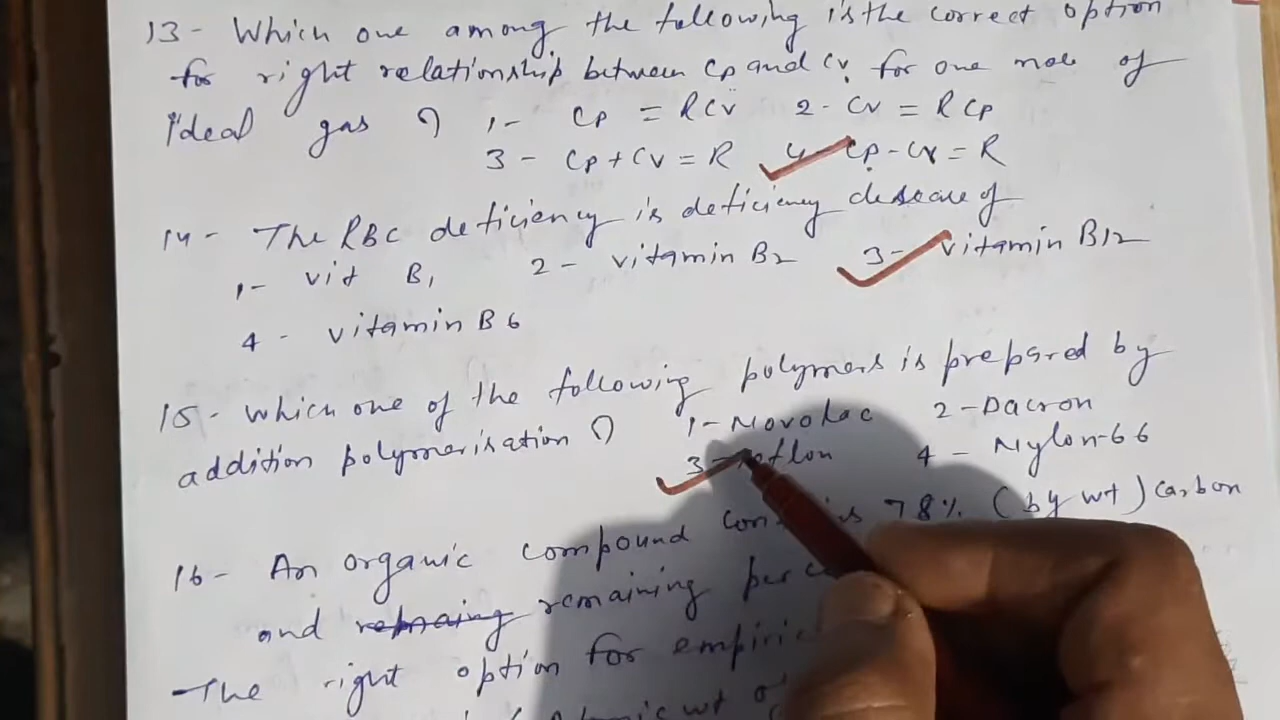 13- Which one among the following is the correct option
for right relationship between Cp and Cv for one mole of
ideal gas ? 1- Cp = RCv 2- Cv = RCp
3- Cp+Cv=R 4- Cp-Cv=R
14- The RBC deficiency is deficiency disease of
1- vit B1 2- vitamin B2 3- vitamin B12
4- vitamin B6
15- Which one of the following polymers is prepared by
addition polymerisation ? 1-Novolac 2-Dacron
3- 4- Nylon-66
16- An organic compound 78% (by wt) Carbon
and remaining
The right option for
wt